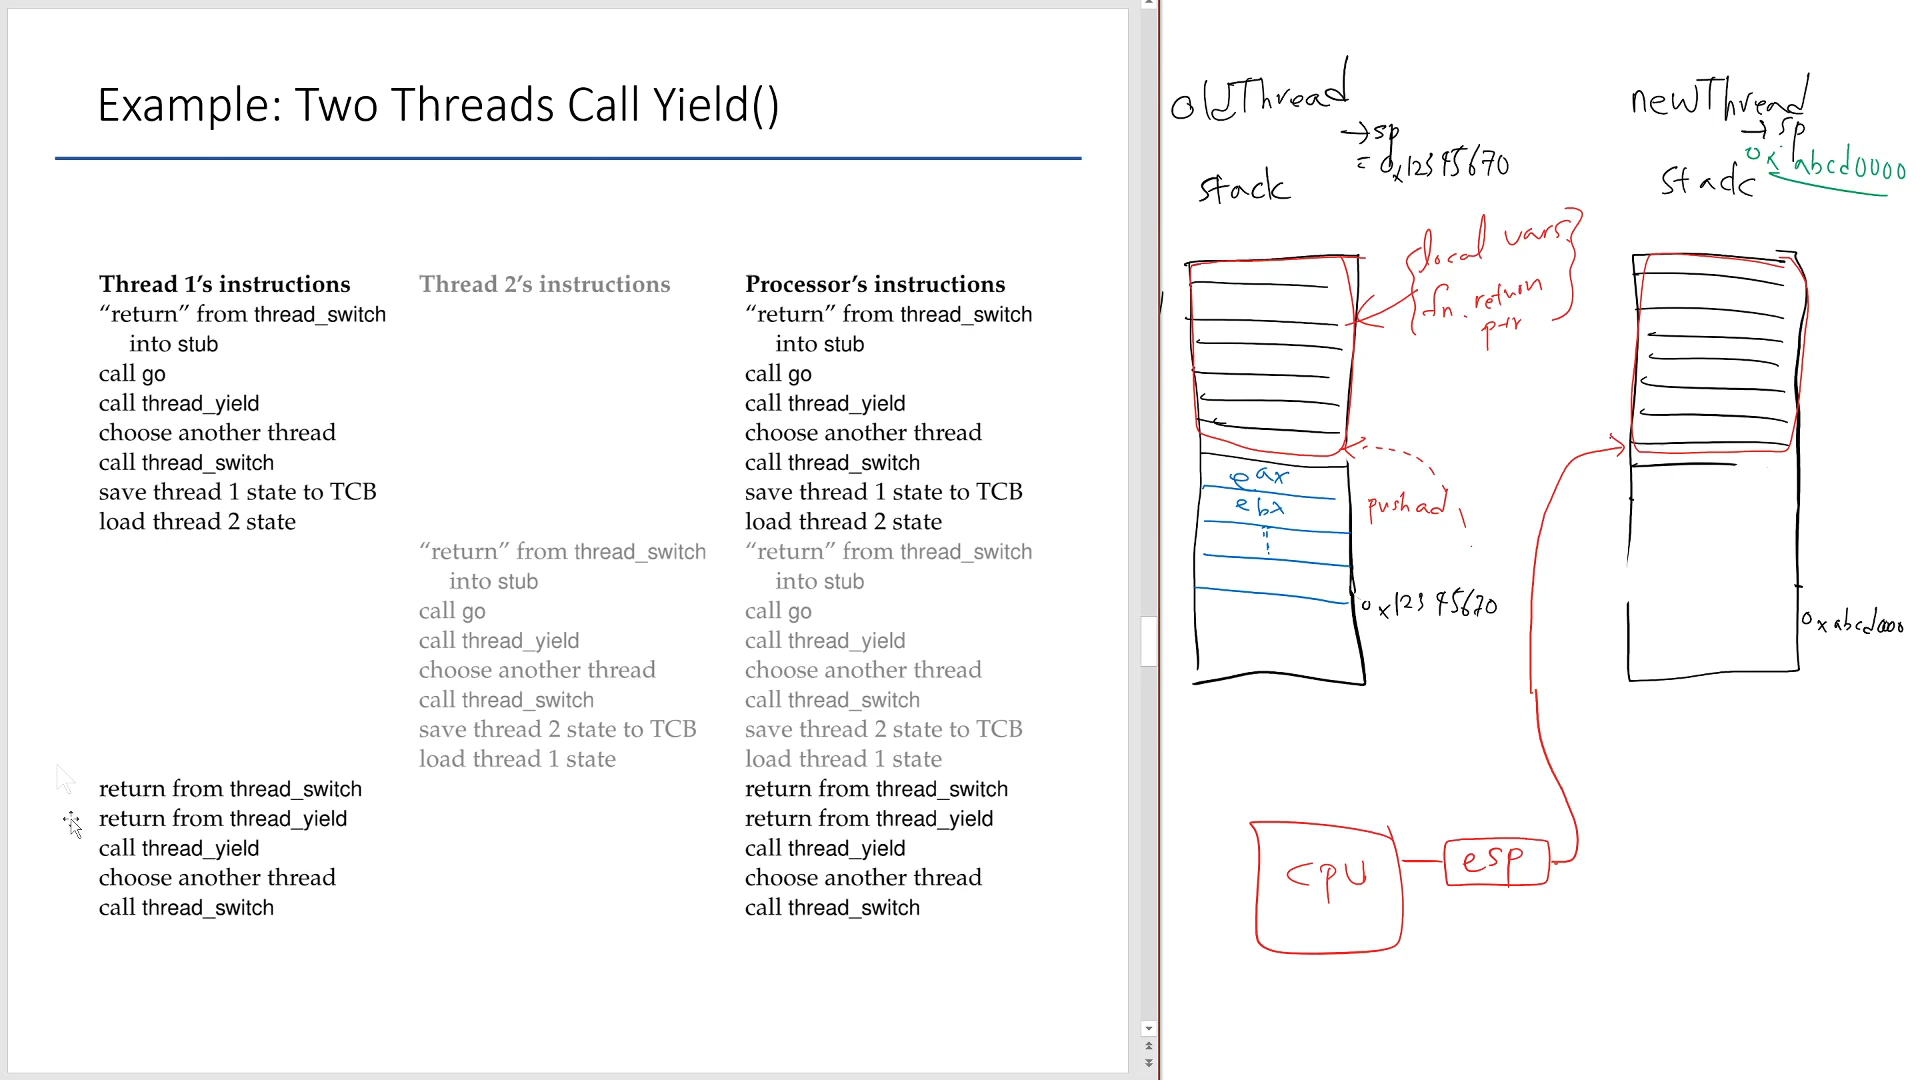 Example: Two Threads Call Yield()
Thread 1’s instructions
“return” from thread_switch
into stub
call go
call thread_yield
choose another thread
call thread_switch
save thread 1 state to TCB
load thread 2 state
return from thread_switch
return from thread_yield
call thread_yield
choose another thread
call thread_switch
Thread 2’s instructions
“return” from thread_switch
into stub
call go
call thread_yield
choose another thread
call thread_switch
save thread 2 state to TCB
load thread 1 state
Processor’s instructions
“return” from thread_switch
into stub
call go
call thread_yield
choose another thread
call thread_switch
save thread 1 state to TCB
load thread 2 state
“return” from thread_switch
into stub
call go
call thread_yield
choose another thread
call thread_switch
save thread 2 state to TCB
load thread 1 state
return from thread_switch
return from thread_yield
call thread_yield
choose another thread
call thread_switch
oldThread
→sp
= 0x12345670
stack
local vars
fn. return
ptr
eax
ebx
pushad
0x12345670
newThread
→ sp
0xabcd0000
stack
0xabcd0000
CPU
esp